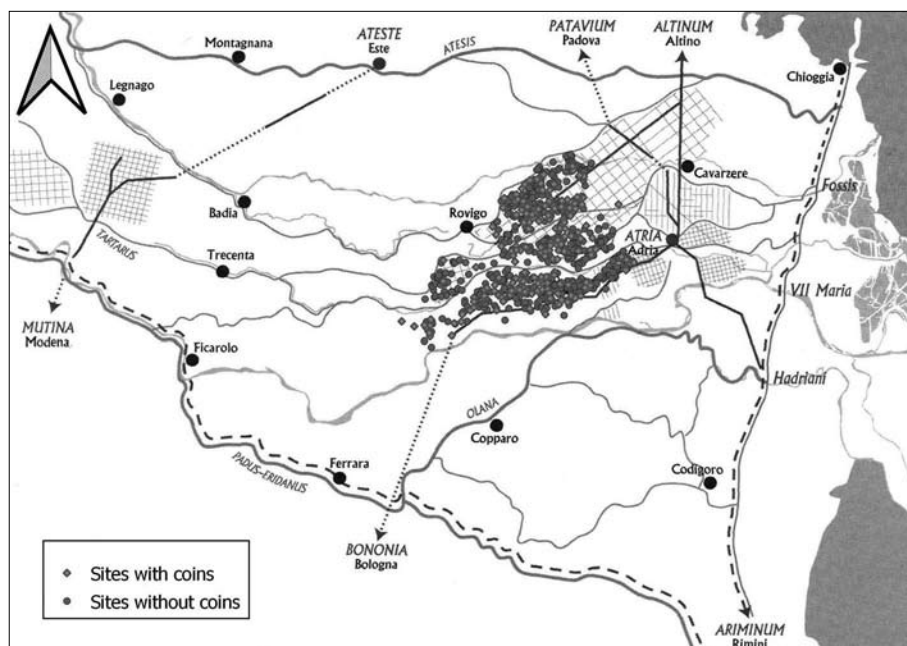 Montagnana
ATESTE
Este
ATESIS
PATAVIUM
Padova
ALTINUM
Altino
Chioggia
Legnago
Cavarzere
Fossis
Badia
Rovigo
ATRIA
Adria
TARTARUS
Trecenta
VII Maria
MUTINA
Modena
Ficarolo
Hadriani
OLANA
Copparo
Ferrara
Codigoro
PADUS-ERIDANUS
BONONIA
Bologna
Sites with coins
Sites without coins
ARIMINUM
Rimini